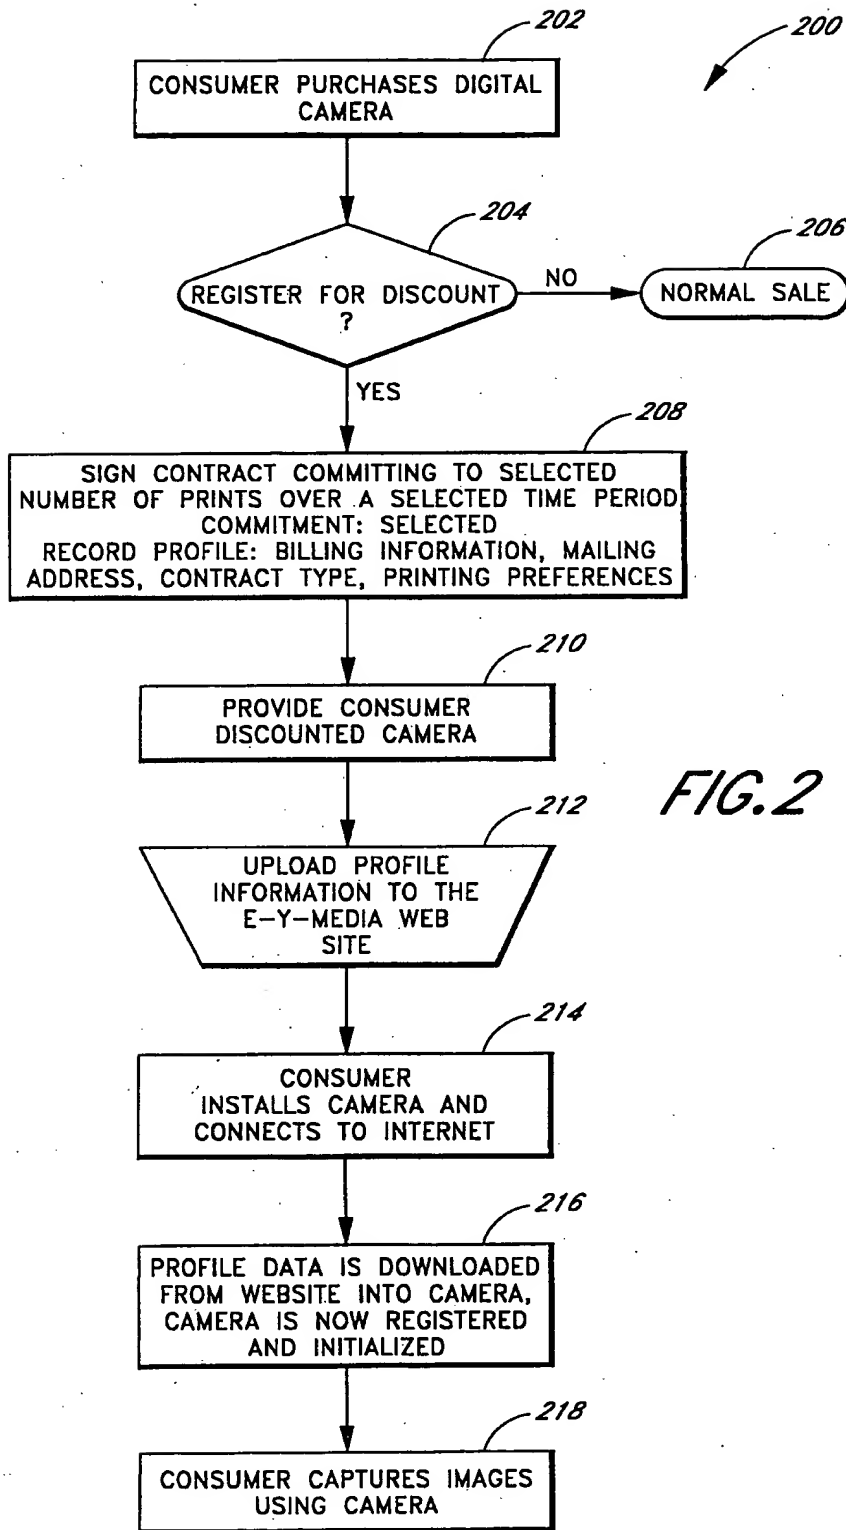 202
200
CONSUMER PURCHASES DIGITAL
CAMERA
204
206
REGISTER FOR DISCOUNT
?
NO
NORMAL SALE
YES
208
SIGN CONTRACT COMMITTING TO SELECTED
NUMBER OF PRINTS OVER A SELECTED TIME PERIOD
COMMITMENT: SELECTED
RECORD PROFILE: BILLING INFORMATION, MAILING
ADDRESS, CONTRACT TYPE, PRINTING PREFERENCES
210
PROVIDE CONSUMER
DISCOUNTED CAMERA
FIG.2
212
UPLOAD PROFILE
INFORMATION TO THE
E-Y-MEDIA WEB
SITE
214
CONSUMER
INSTALLS CAMERA AND
CONNECTS TO INTERNET
216
PROFILE DATA IS DOWNLOADED
FROM WEBSITE INTO CAMERA,
CAMERA IS NOW REGISTERED
AND INITIALIZED
218
CONSUMER CAPTURES IMAGES
USING CAMERA